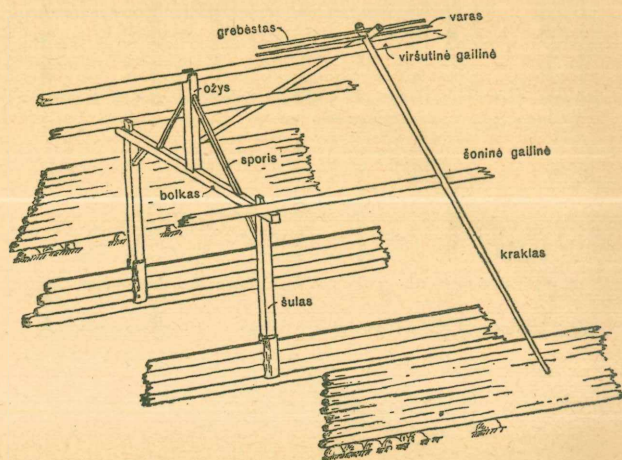 grebėstas
varas
viršutinė gailinė
ožys
sporis
šoninė gailinė
bolkas
kraklas
šulas